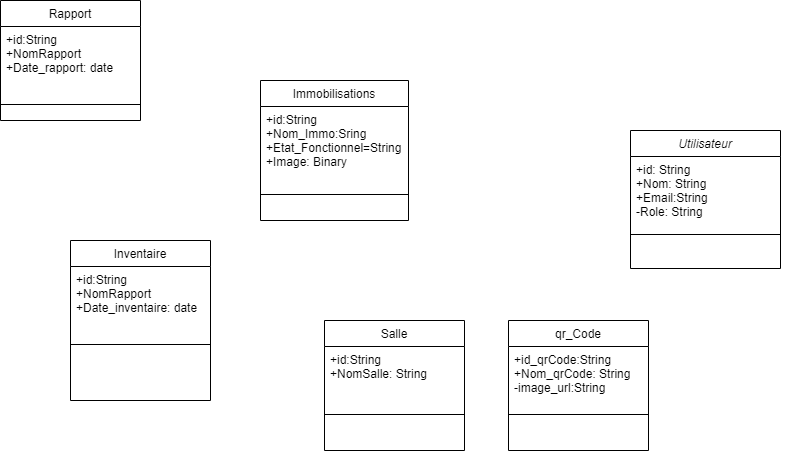 Rapport
+id:String
+NomRapport
+Date_rapport: date
Immobilisations
+id:String
+Nom_Immo:Sring
+Etat_Fonctionnel=String
+Image: Binary
Utilisateur
+id: String
+Nom: String
+Email:String
-Role: String
Inventaire
+id:String
+NomRapport
+Date_inventaire: date
Salle
+id:String
+NomSalle: String
qr_Code
+id_qrCode:String
+Nom_qrCode: String
-image_url:String